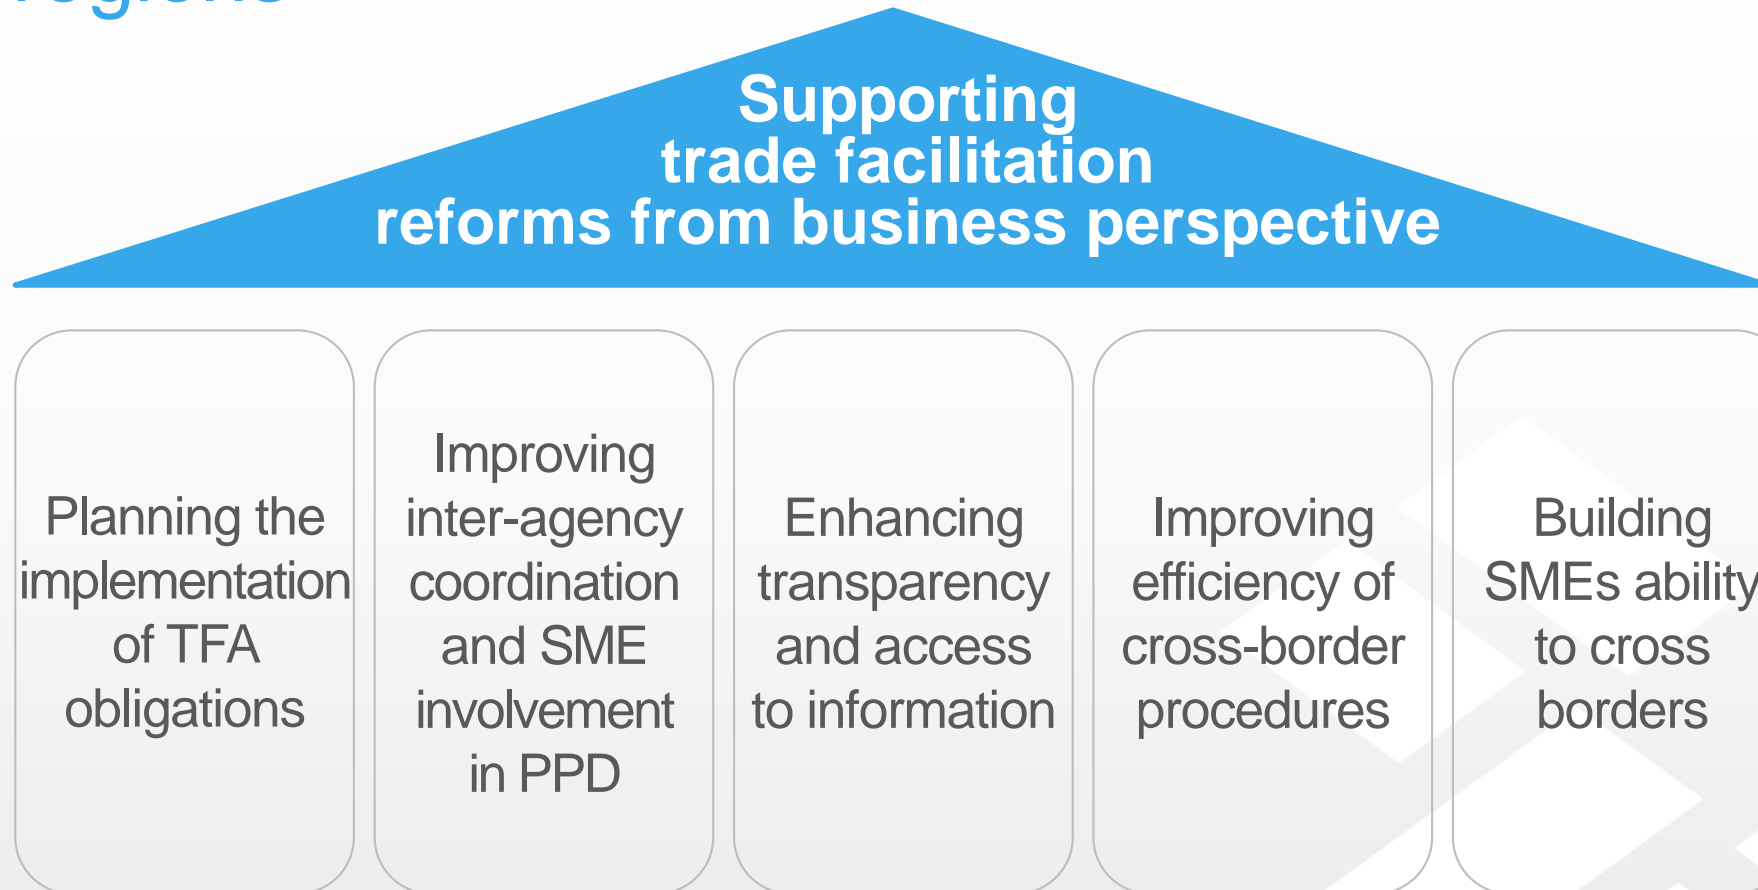 regions
Supporting
trade facilitation
reforms from business perspective
Planning the
implementation
of TFA
obligations
Improving
inter-agency
coordination
and SME
involvement
in PPD
Enhancing
transparency
and access
to information
Improving
efficiency of
cross-border
procedures
Building
SMEs ability
to cross
borders